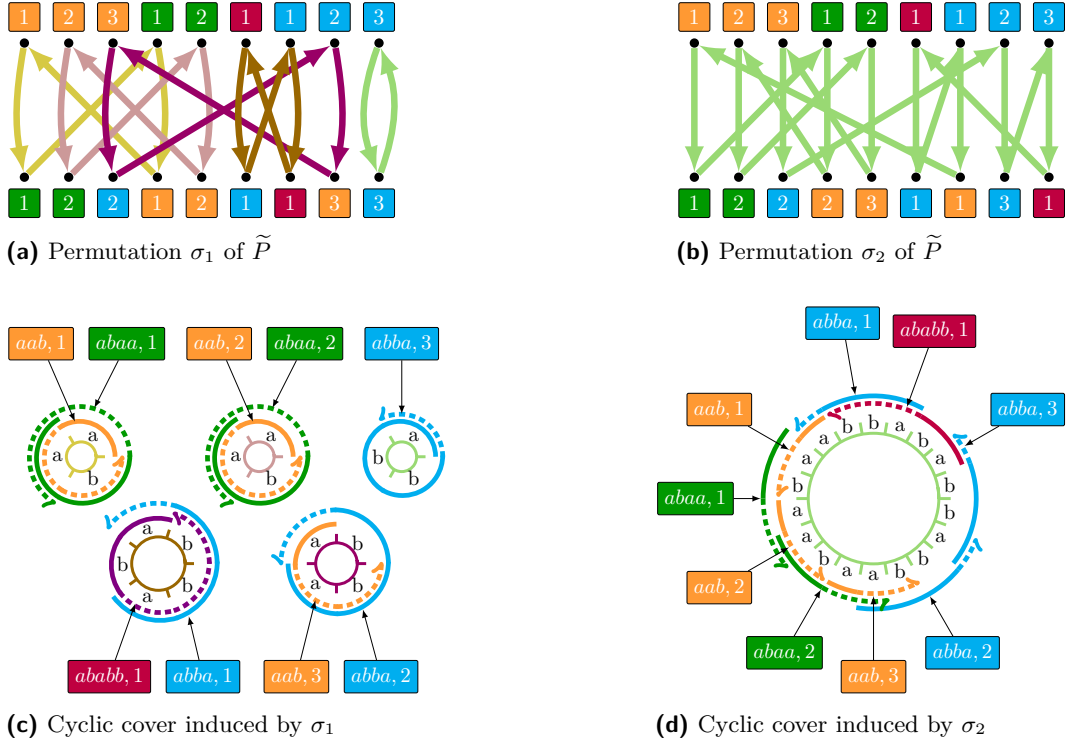 1 2 3 1 2 1 1 2 3
1 2 2 1 2 1 1 3 3
(a) Permutation σ₁ of P̃
1 2 3 1 2 1 1 2 3
1 2 2 2 3 1 1 3 1
(b) Permutation σ₂ of P̃
aab, 1 abaa, 1 aab, 2 abaa, 2 abba, 3
a
a
b
a
a
b
a
b b
a
b
b
b
a
a b
a b
ababb, 1 abba, 1 aab, 3 abba, 2
(c) Cyclic cover induced by σ₁
abba, 1 ababb, 1
aab, 1 abba, 3
abaa, 1
aab, 2
abaa, 2 aab, 3 abba, 2
a b b a b a b b a a b a a b a a b a
(d) Cyclic cover induced by σ₂